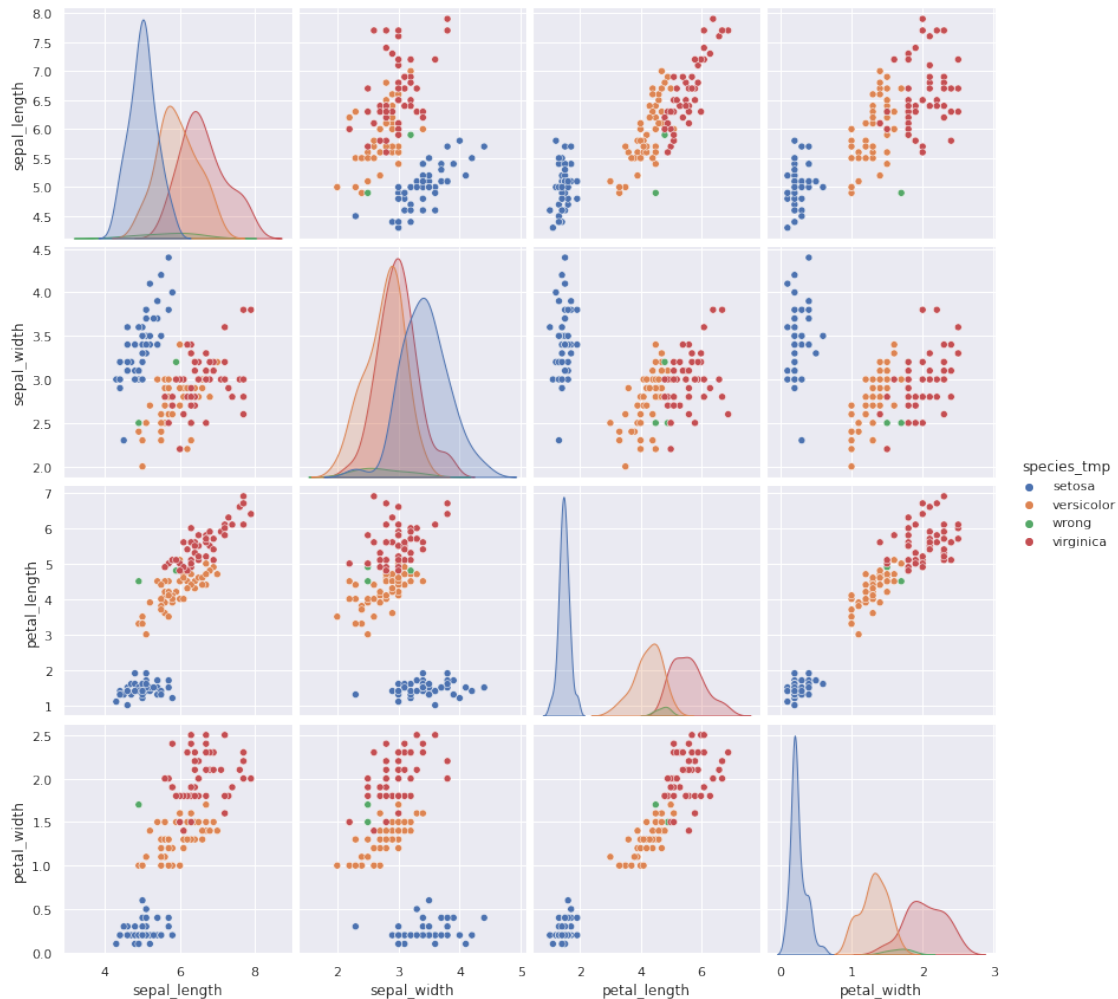 8.0
7.5
7.0
6.5
6.0
5.5
5.0
4.5
sepal_length
4.5
4.0
3.5
3.0
2.5
2.0
sepal_width
species_tmp
setosa
versicolor
wrong
virginica
7
6
5
4
3
2
1
petal_length
2.5
2.0
1.5
1.0
0.5
0.0
petal_width
4 6 8
sepal_length
2 3 4 5
sepal_width
2 4 6
petal_length
0 1 2 3
petal_width